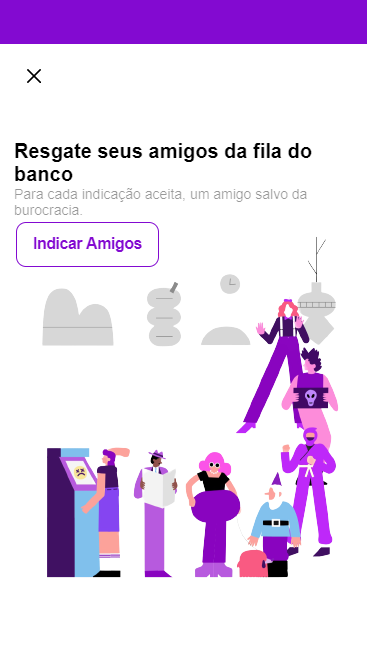 Resgate seus amigos da fila do
banco
Para cada indicação aceita, um amigo salvo da
burocracia.
Indicar Amigos